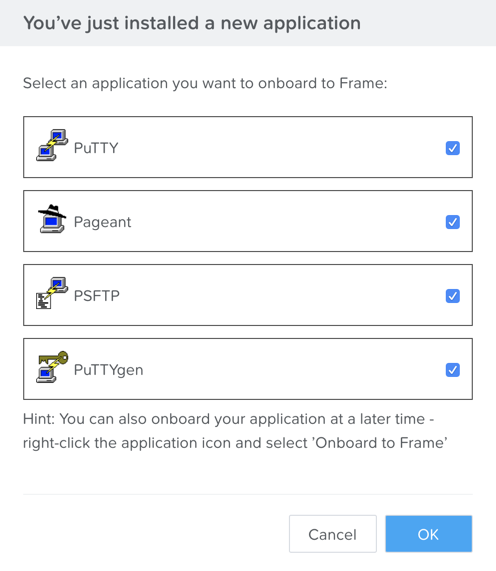 You’ve just installed a new application
Select an application you want to onboard to Frame:
PuTTY
Pageant
PSFTP
PuTTYgen
Hint: You can also onboard your application at a later time -
right-click the application icon and select ’Onboard to Frame’
Cancel
OK